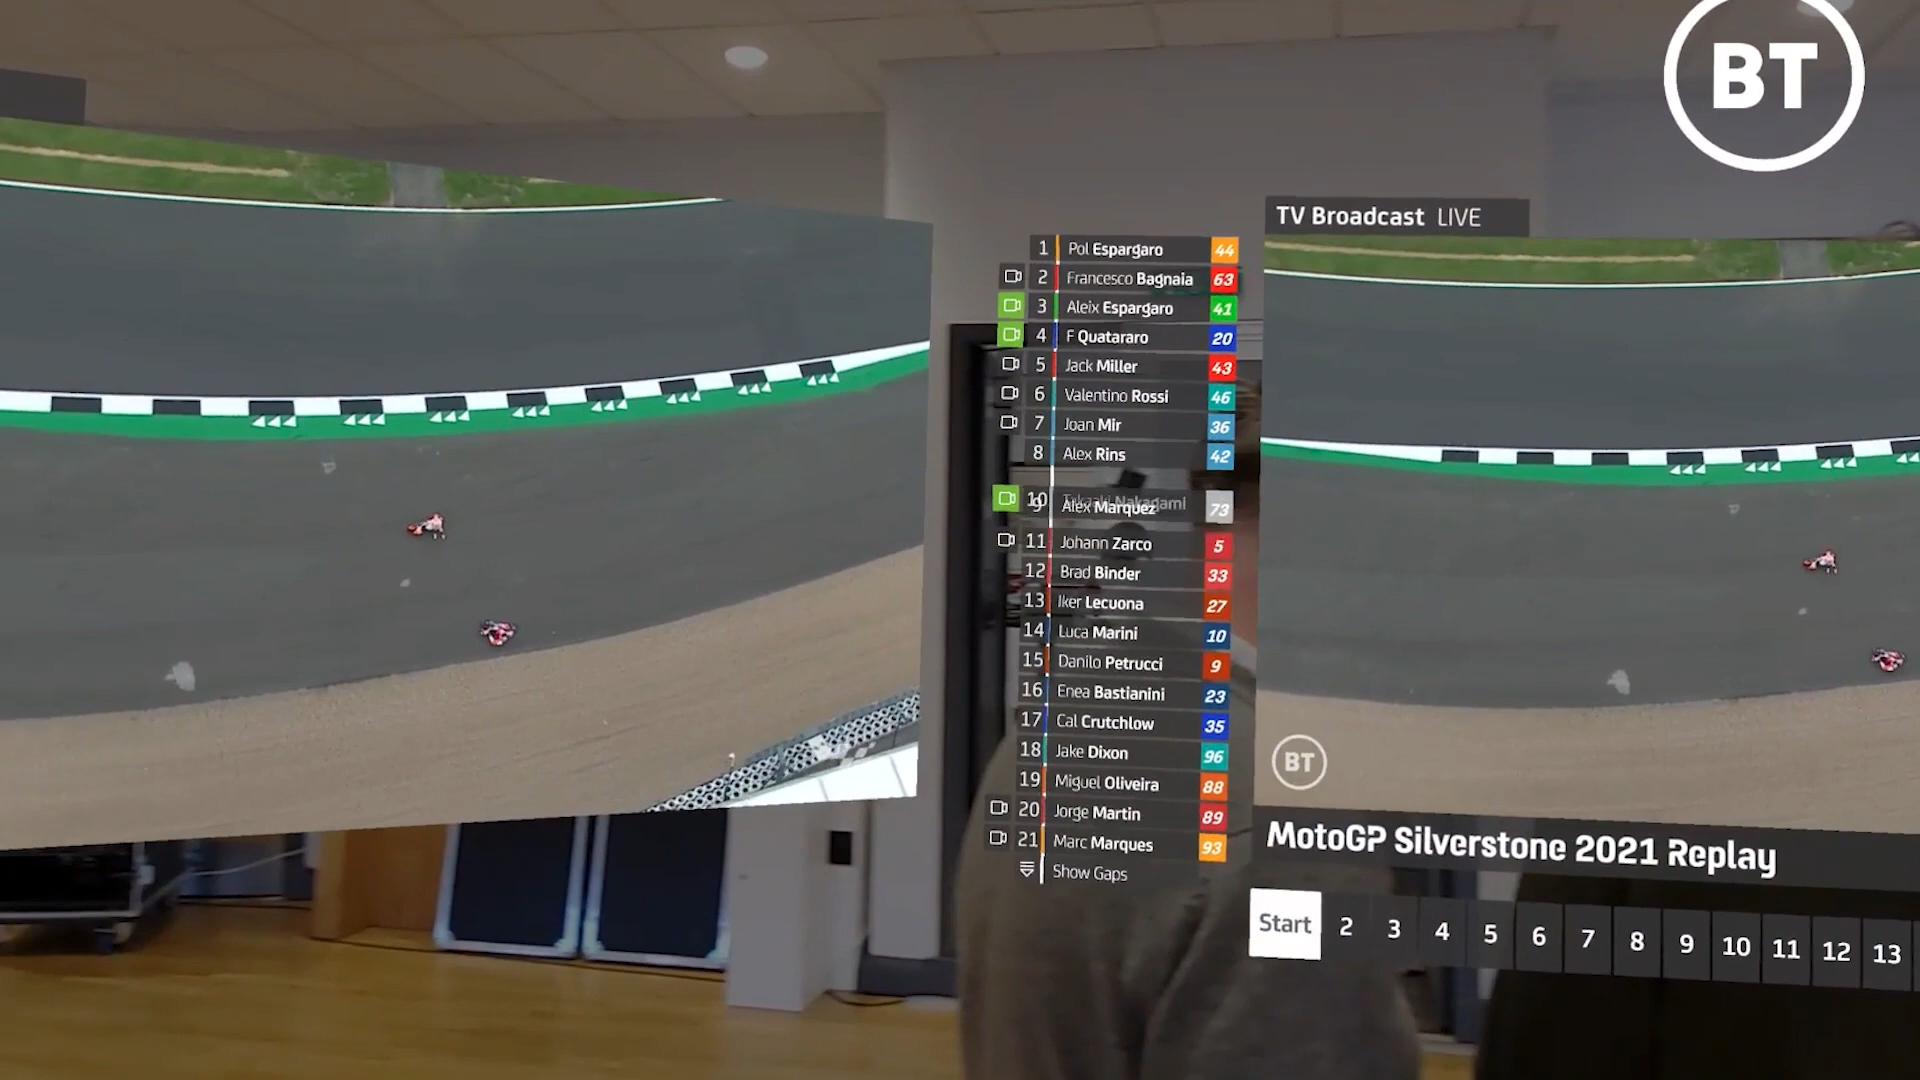 BT
TV Broadcast LIVE
1 Pol Espargaro 44
2 Francesco Bagnaia 63
3 Aleix Espargaro 41
4 F Quatararo 20
5 Jack Miller 43
6 Valentino Rossi 46
7 Joan Mir 36
8 Alex Rins 42
10 Takaaki Nakagami
9 Alex Marquez 73
11 Johann Zarco 5
12 Brad Binder 33
13 Iker Lecuona 27
14 Luca Marini 10
15 Danilo Petrucci 9
16 Enea Bastianini 23
17 Cal Crutchlow 35
18 Jake Dixon 96
19 Miguel Oliveira 88
20 Jorge Martin 89
21 Marc Marques 93
Show Gaps
BT
MotoGP Silverstone 2021 Replay
Start 2 3 4 5 6 7 8 9 10 11 12 13